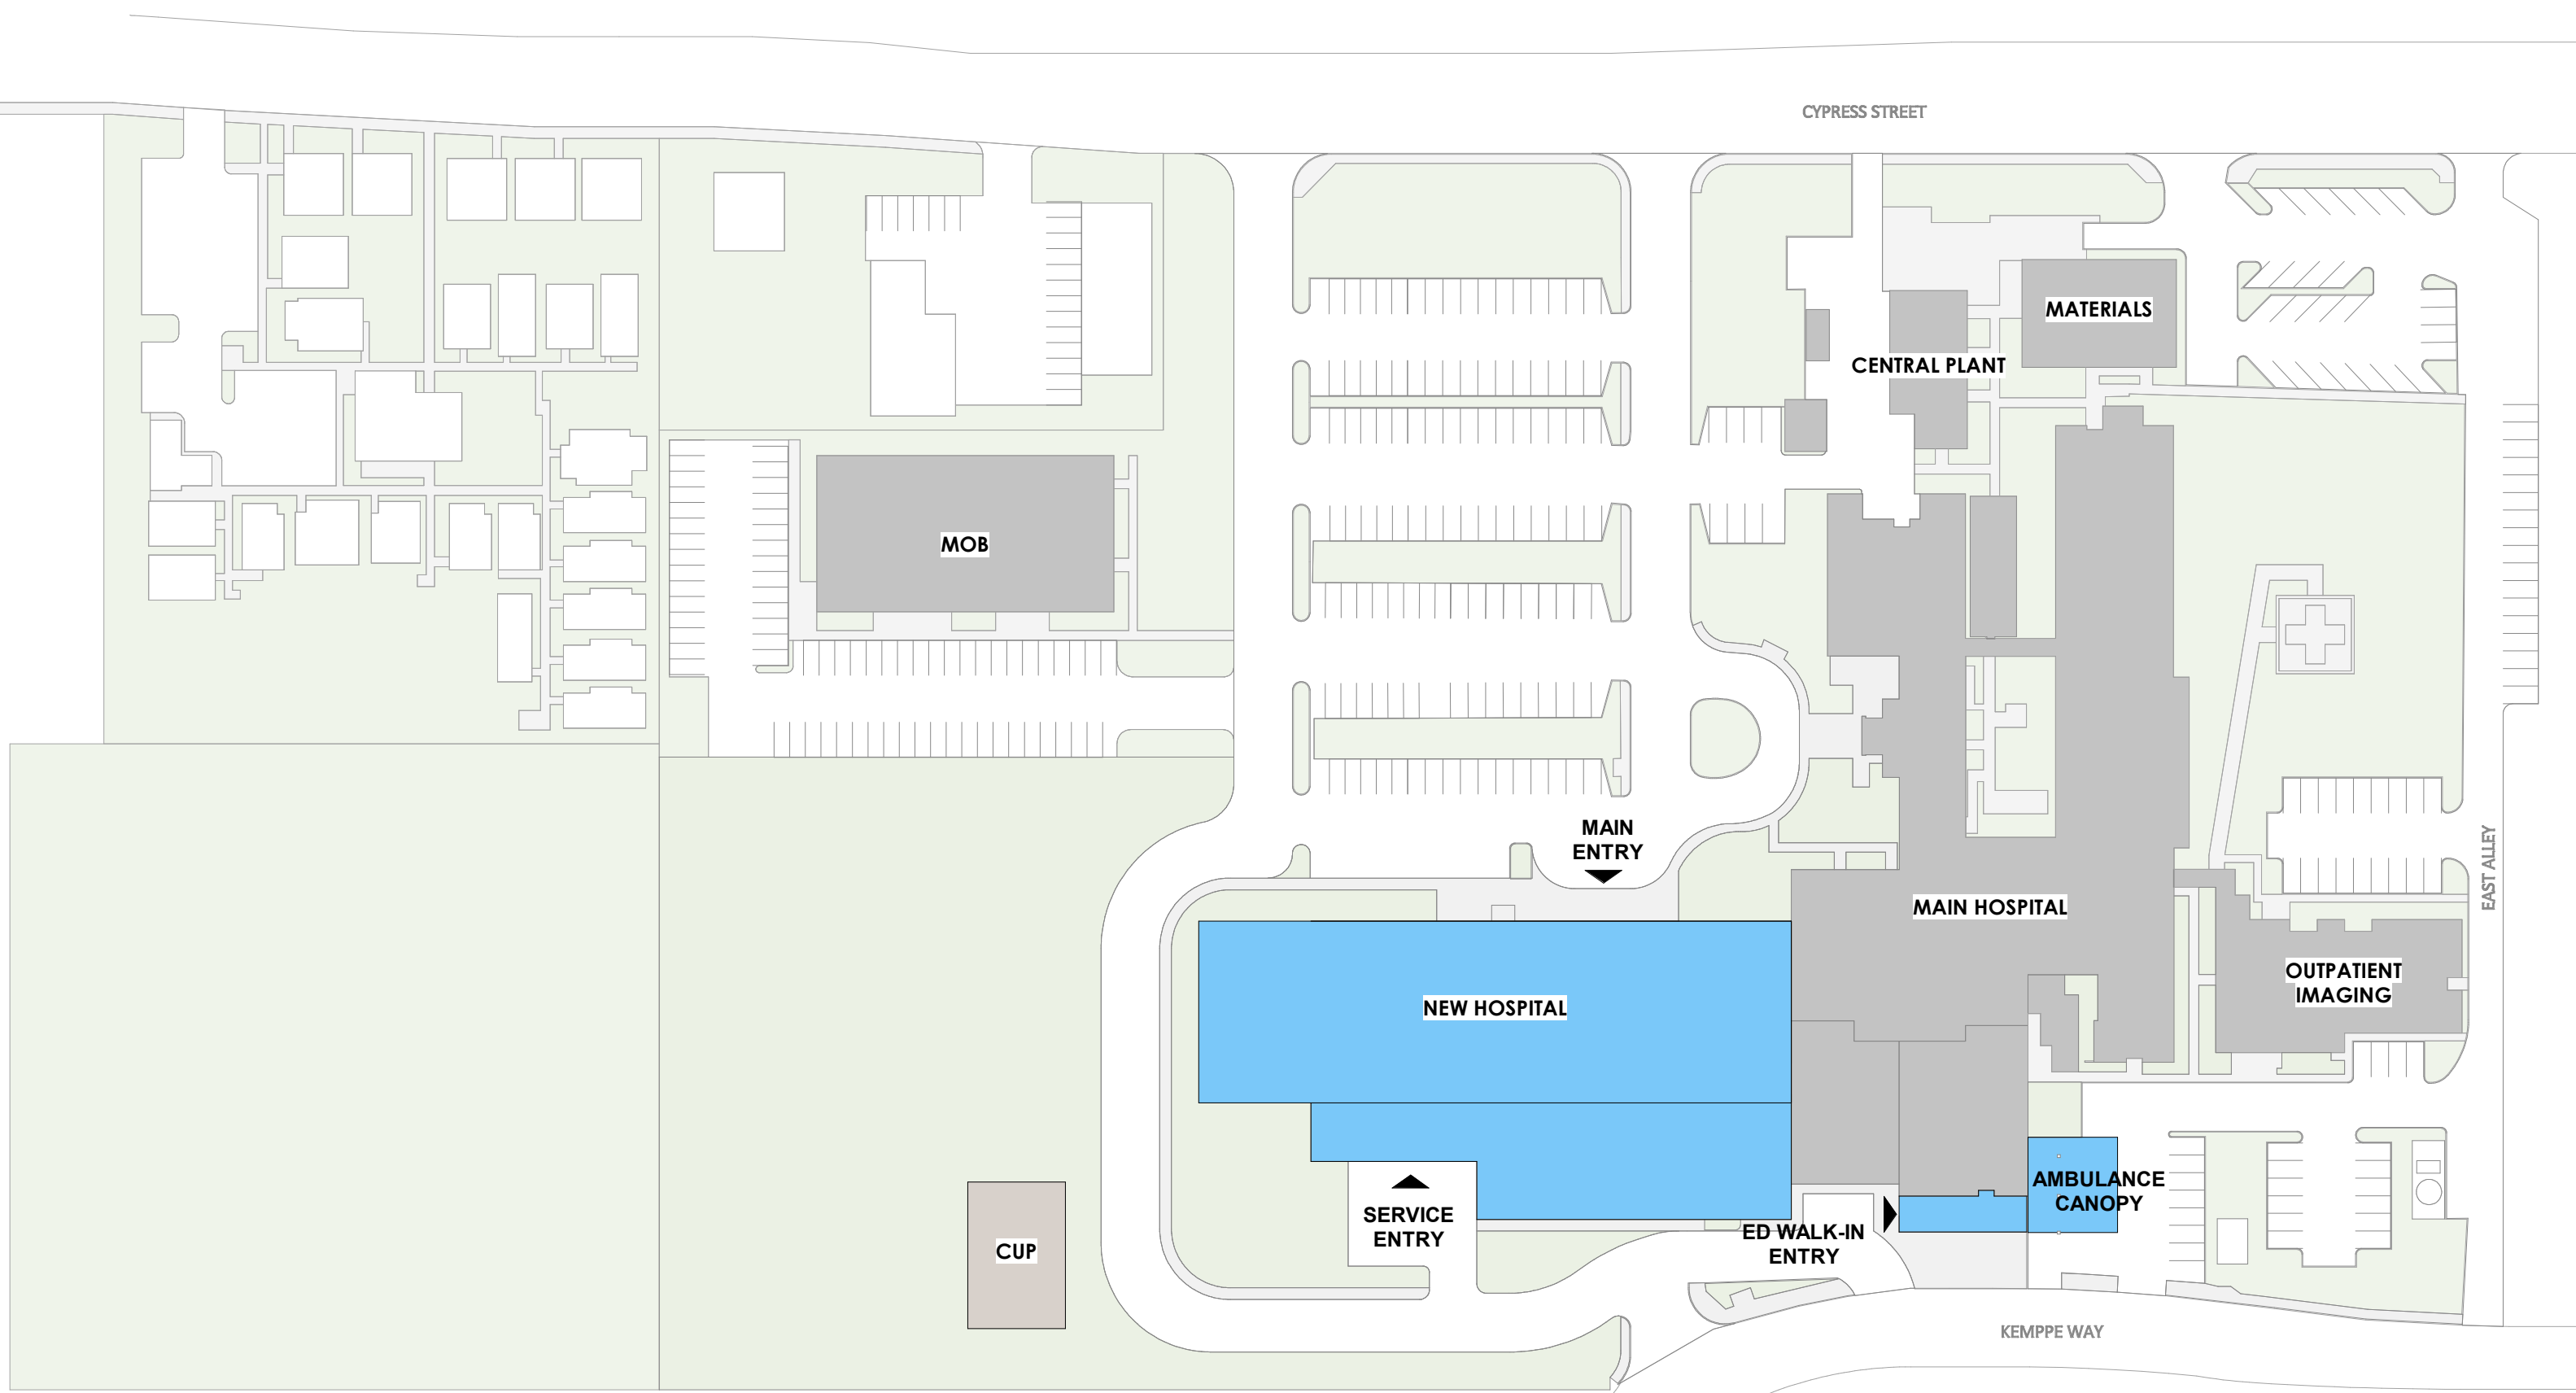 CYPRESS STREET
MATERIALS
CENTRAL PLANT
MOB
MAIN
ENTRY
EAST ALLEY
MAIN HOSPITAL
OUTPATIENT
IMAGING
NEW HOSPITAL
AMBULANCE
CANOPY
SERVICE
ENTRY
ED WALK-IN
ENTRY
CUP
KEMPPE WAY